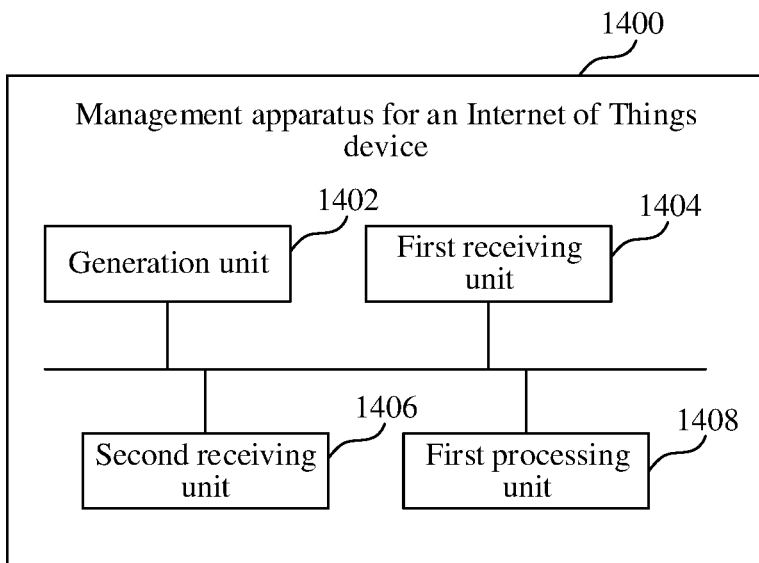 1400
Management apparatus for an Internet of Things
device
1402
1404
Generation unit
First receiving
unit
1406
1408
Second receiving
unit
First processing
unit